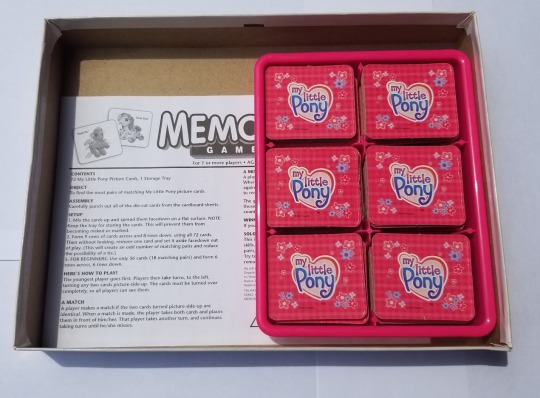 MEMO
GAME
For 1 or more players • AG
CONTENTS
72 My Little Pony Picture Cards, 1 Storage Tray
OBJECT
To find the most pairs of matching My Little Pony picture cards.
ASSEMBLY
Carefully punch out all of the die-cut cards from the cardboard sheets.
SETUP
1. Mix the cards up and spread them facedown on a flat surface. NOTE:
Keep the tray for storing the cards. This will prevent them from
becoming mixed or marked.
2. Form 9 rows of cards across and 8 rows down, using all 72 cards.
Then without looking, remove one card and set it aside facedown out
of play. (This will create an odd number of matching pairs and reduce
the possibility of a tie.)
3. FOR BEGINNERS: Use only 36 cards (18 matching pairs) and form 6
rows across, 6 rows down.
HERE'S HOW TO PLAY!
The youngest player goes first. Players then take turns, to the left,
turning any two cards picture-side-up. The cards must be turned over
completely, so all players can see them.
A MATCH
A player makes a match if the two cards turned picture-side-up are
identical. When a match is made, the player takes both cards and places
them in front of him/her. That player takes another turn, and continues
taking turns until he/she misses.
my little Pony
my little Pony
my little Pony
my little Pony
my little Pony
my little Pony